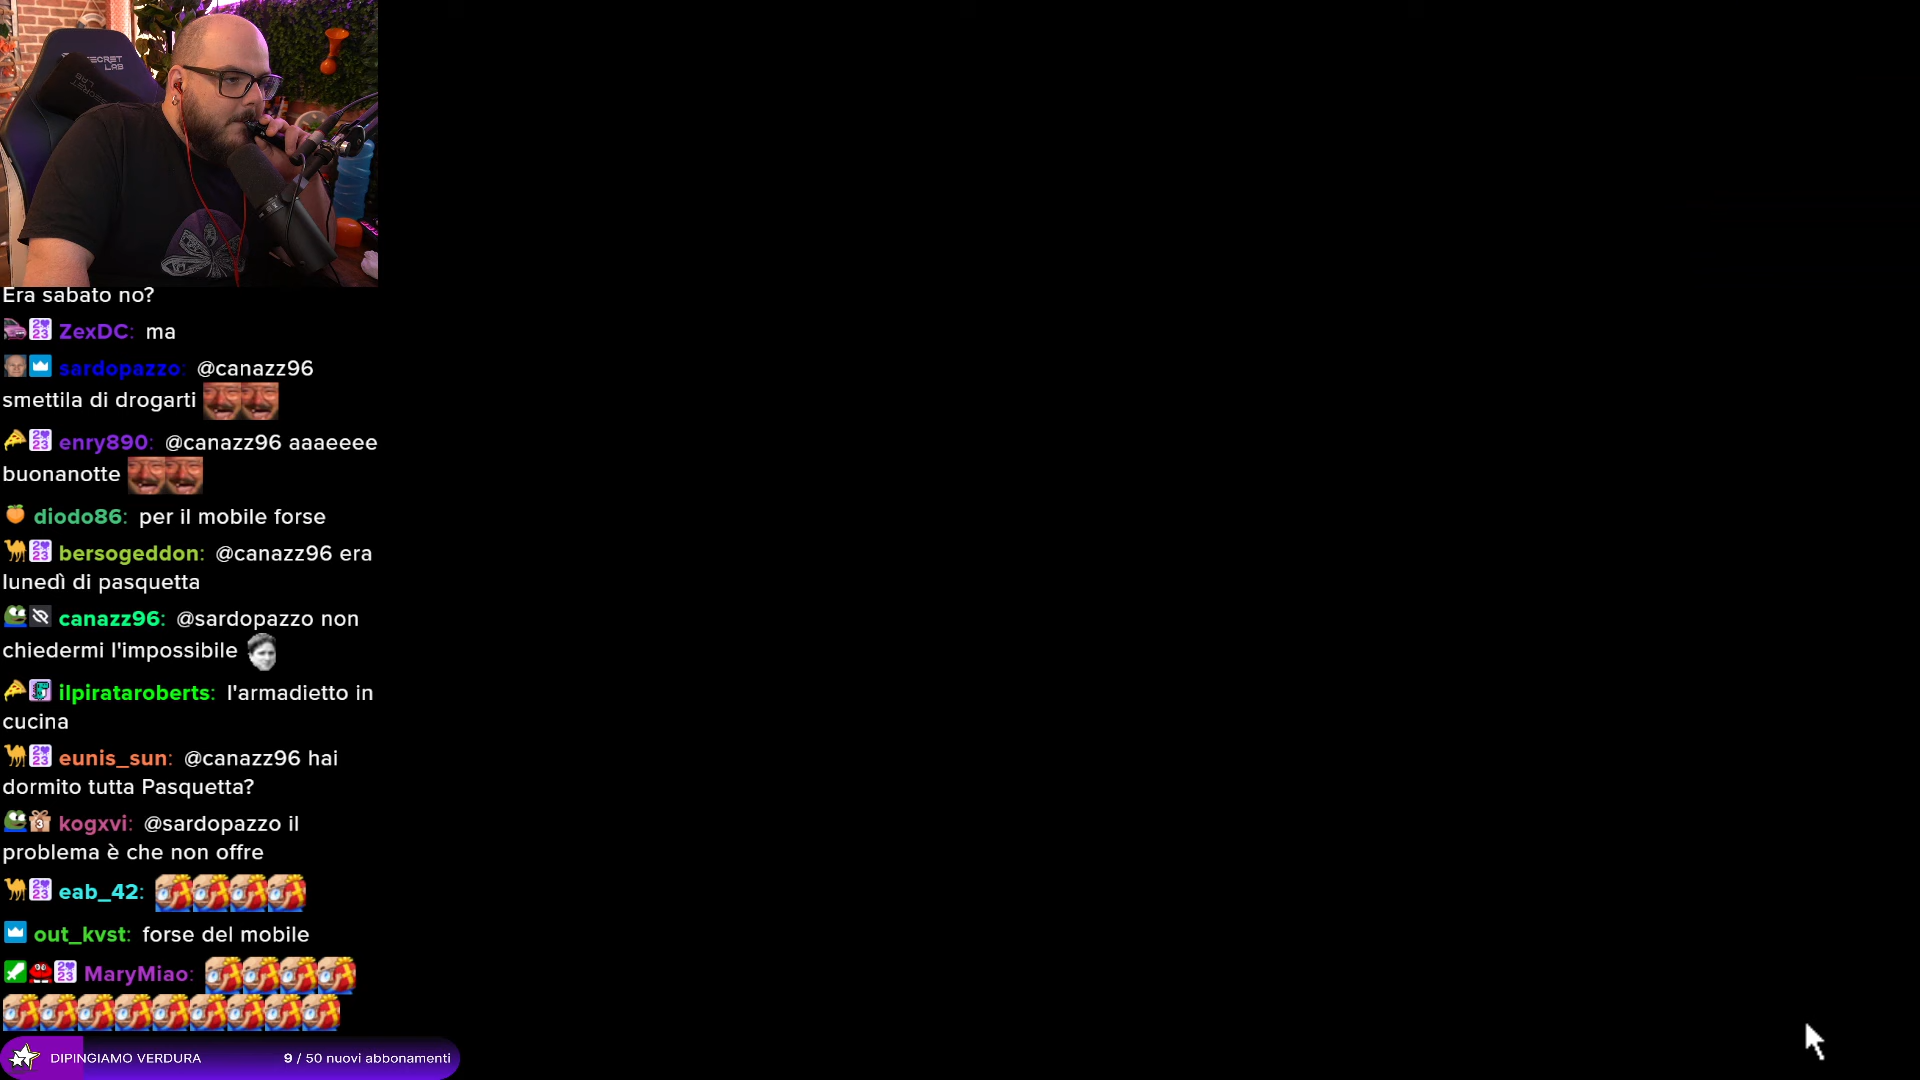 SECRET
LAB
Era sabato no?
ZexDC: ma
sardopazzo: @canazz96
smettila di drogarti
enry890: @canazz96 aaaeeee
buonanotte
diodo86: per il mobile forse
bersogeddon: @canazz96 era
lunedì di pasquetta
canazz96: @sardopazzo non
chiedermi l'impossibile
ilpirataroberts: l'armadietto in
cucina
eunis_sun: @canazz96 hai
dormito tutta Pasquetta?
kogxvi: @sardopazzo il
problema è che non offre
eab_42:
out_kvst: forse del mobile
MaryMiao:
DIPINGIAMO VERDURA 9 / 50 nuovi abbonamenti